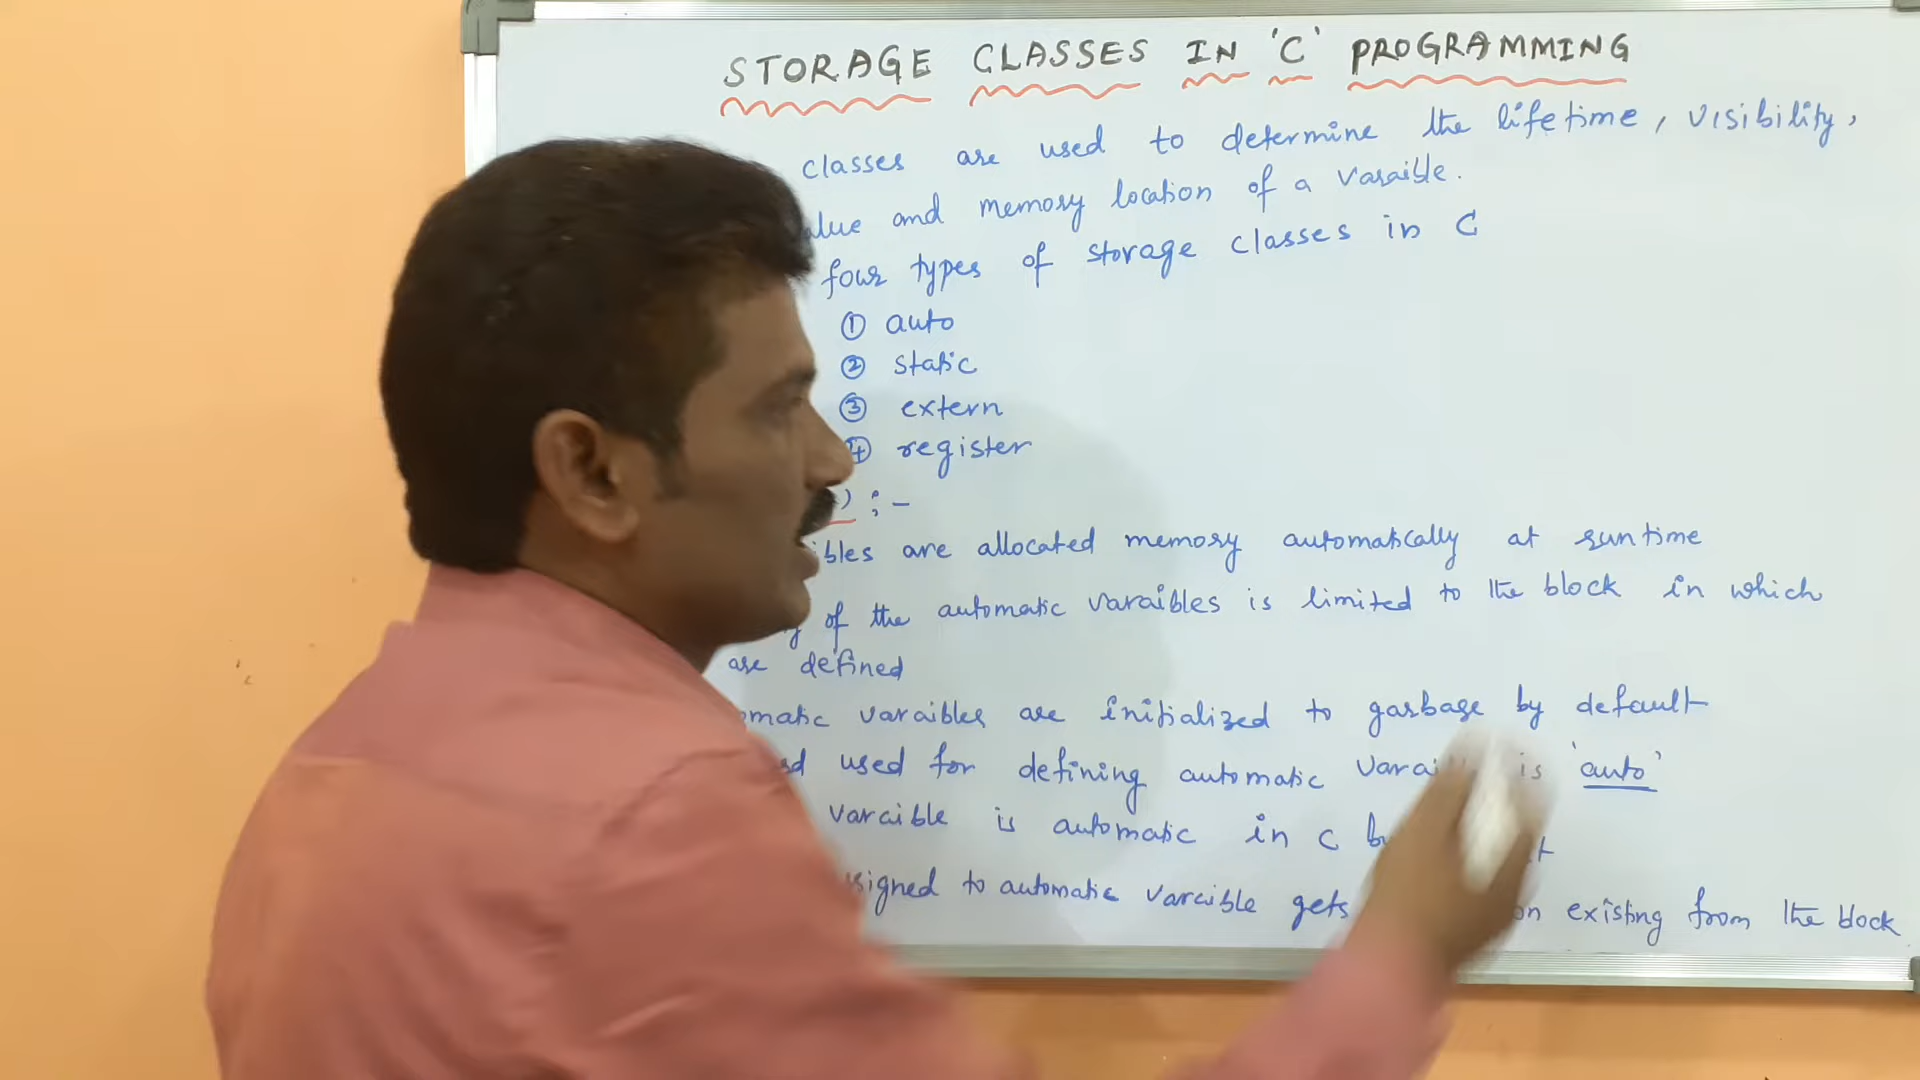 STORAGE CLASSES IN 'C' PROGRAMMING
classes are used to determine the lifetime, visibility,
alue and memory location of a varaible.
four types of storage classes in C
① auto
② static
③ extern
④ register
) :-
ibles are allocated memory automatically at runtime
y of the automatic varaibles is limited to the block in which
are defined
omatic varaibles are initialized to garbage by default
used for defining automatic Varai is 'auto'
varaible is automatic in C b
signed to automatic varaible gets on existing from the block